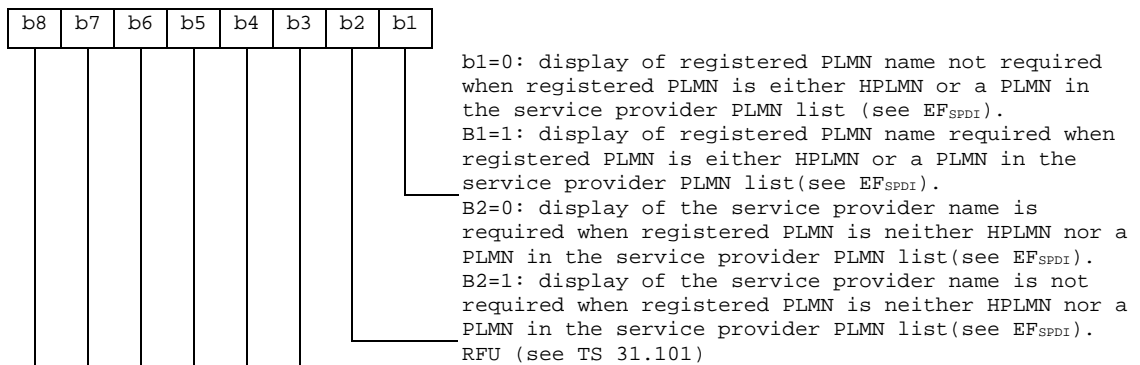 b8 b7 b6 b5 b4 b3 b2 b1
b1=0: display of registered PLMN name not required
when registered PLMN is either HPLMN or a PLMN in
the service provider PLMN list (see EFSPDI).
B1=1: display of registered PLMN name required when
registered PLMN is either HPLMN or a PLMN in the
service provider PLMN list(see EFSPDI).
B2=0: display of the service provider name is
required when registered PLMN is neither HPLMN nor a
PLMN in the service provider PLMN list(see EFSPDI).
B2=1: display of the service provider name is not
required when registered PLMN is neither HPLMN nor a
PLMN in the service provider PLMN list(see EFSPDI).
RFU (see TS 31.101)